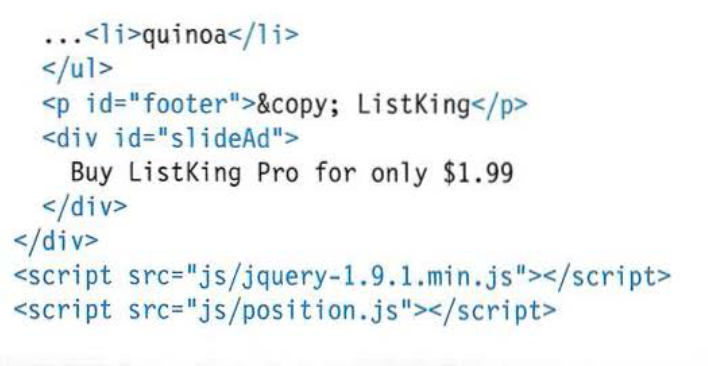 ...<li>quinoa</li>
</ul>
<p id="footer">&copy; ListKing</p>
<div id="slideAd">
Buy ListKing Pro for only $1.99
</div>
</div>
<script src="js/jquery-1.9.1.min.js"></script>
<script src="js/position.js"></script>